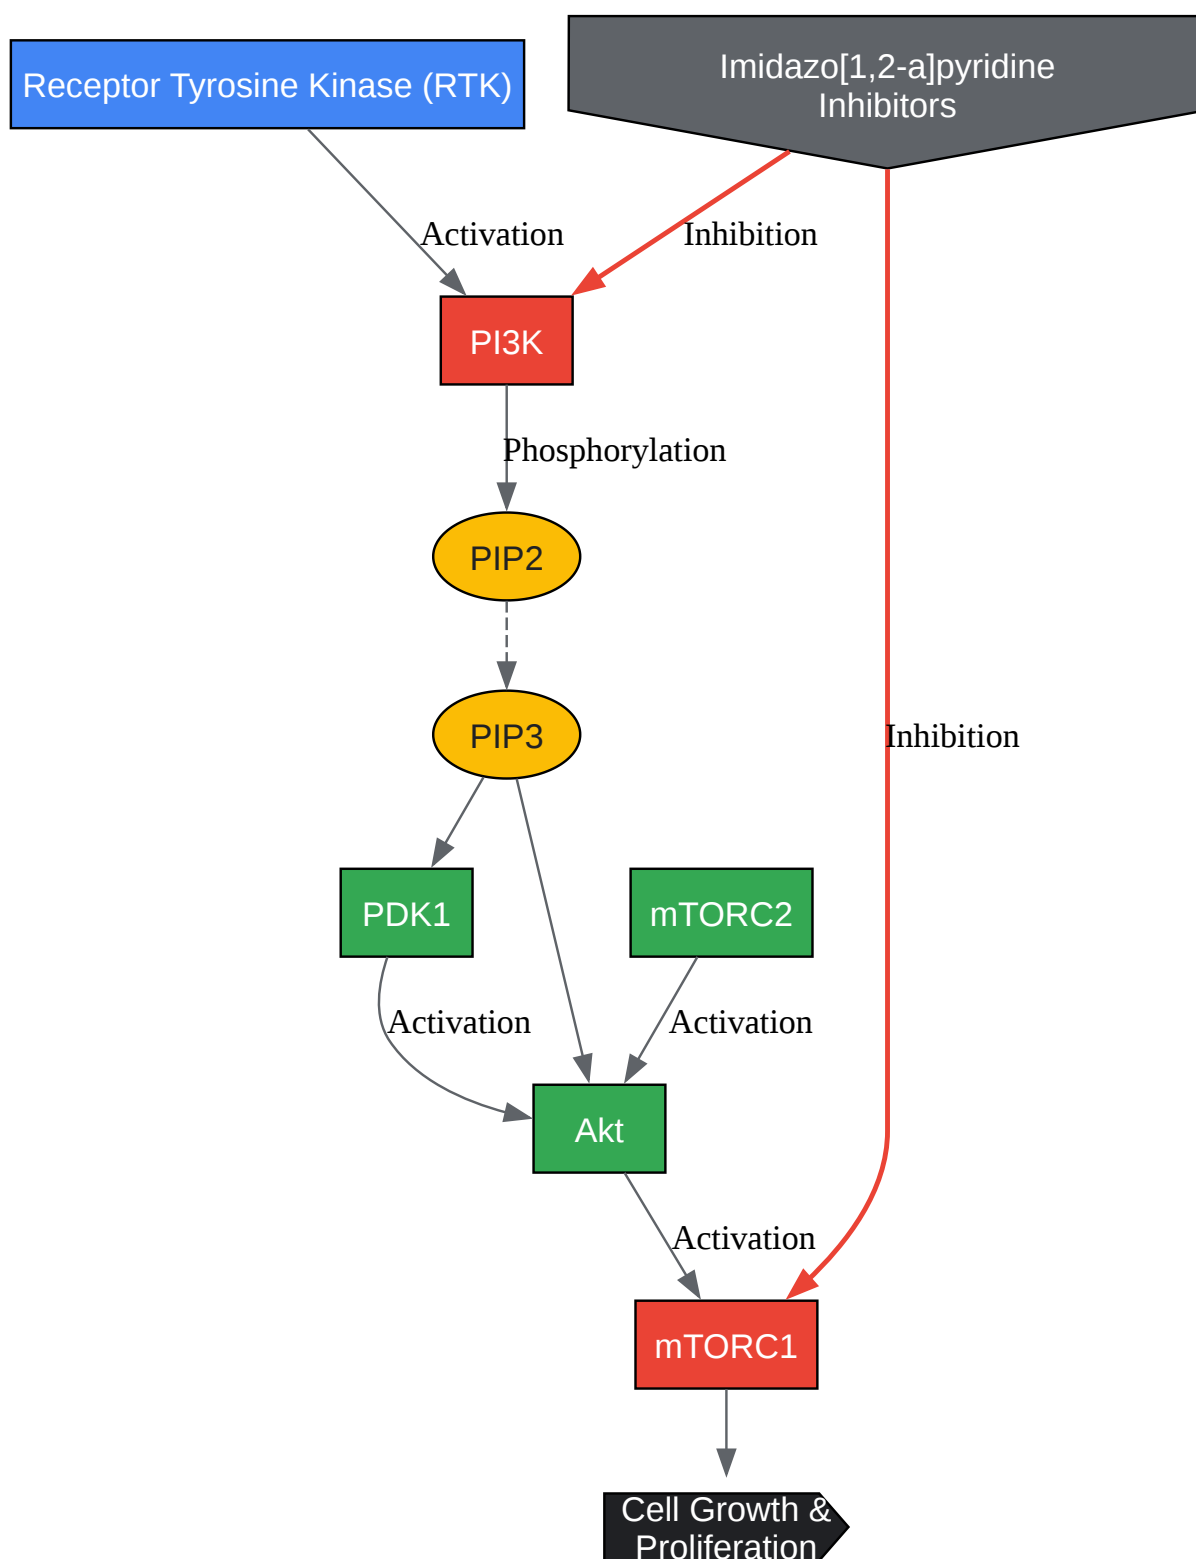 Receptor Tyrosine Kinase (RTK)
Imidazo[1,2-a]pyridine
Inhibitors
Activation
Inhibition
PI3K
Phosphorylation
PIP2
PIP3
Inhibition
PDK1
mTORC2
Activation
Activation
Akt
Activation
mTORC1
Cell Growth &
Proliferation